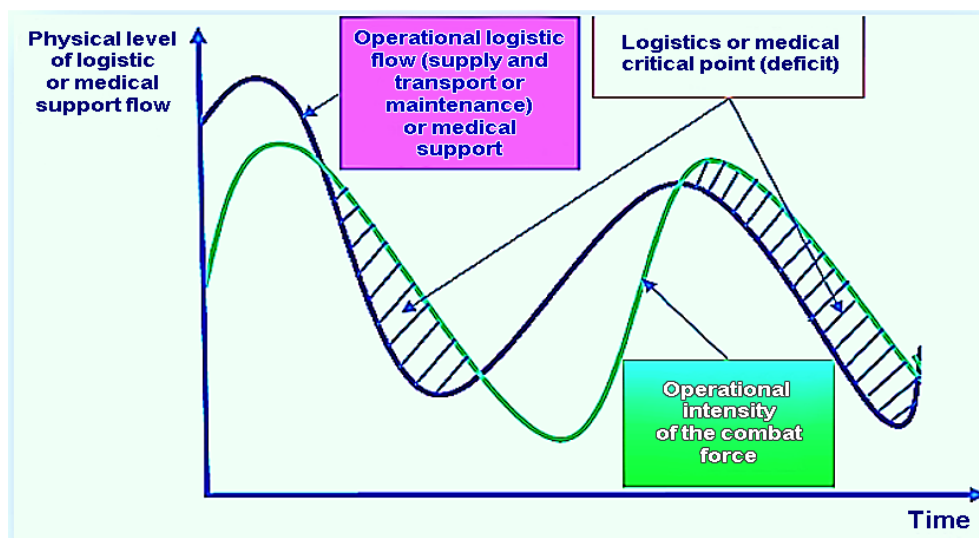 Physical level
of logistic
or medical
support flow
Operational logistic
flow (supply and
transport or
maintenance)
or medical
support
Logistics or medical
critical point (deficit)
Operational
intensity
of the combat
force
Time